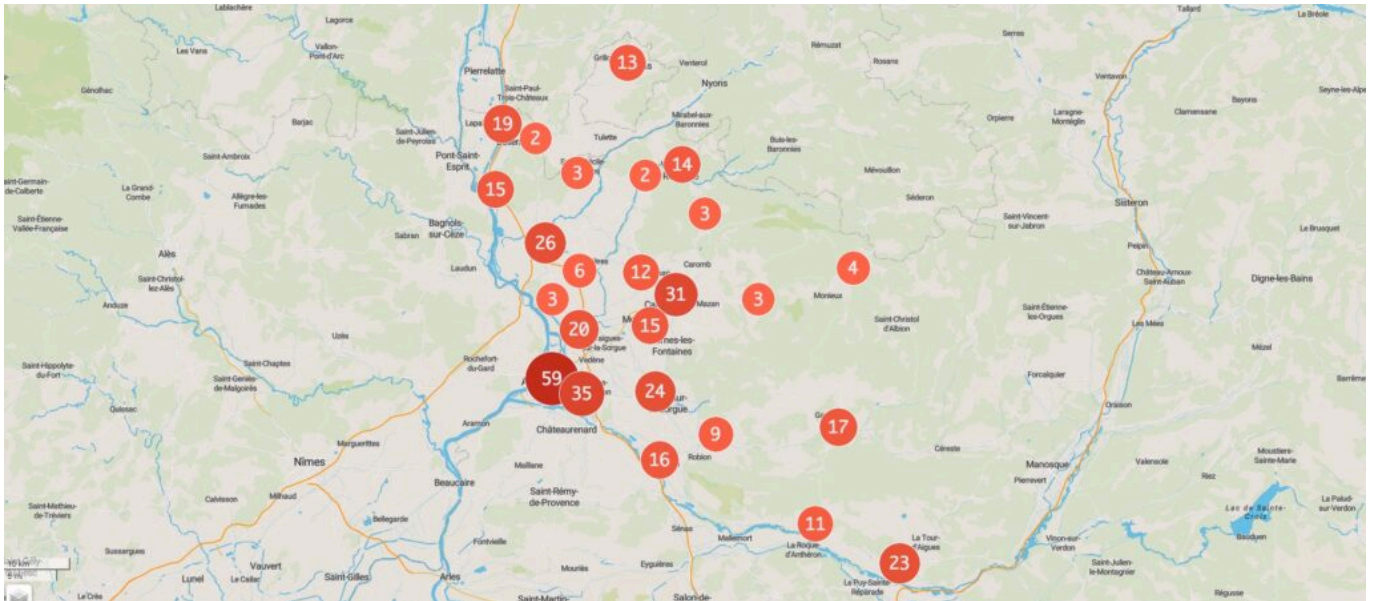 Lablachère
Tallard
La Bréole
Lagorce
Serres
Les Vans
Vallon-
Pont-d'Arc
Rémuzat
Rosans
Pierrelatte
13
Venterol
Nyons
Ventavon
Génolhac
Saint-Paul-
Trois-Châteaux
Bayons
Seyne-les-Alpe
Barjac
19
2
Saint-Julien-
de-Peyrolas
Tulette
Mirabel-aux-
Baronnies
Orpierre
Laragne-
Montéglin
Clamensane
Buis-les-
Baronnies
Saint-Ambroix
Pont-Saint-
Esprit
3
2
14
Mévouillon
La Grand-
Combe
Allègre-les-
Fumades
15
Séderon
Sisteron
Saint-Étienne-
Vallée-Française
Bagnols-
sur-Cèze
Sabran
3
Saint-Vincent-
sur-Jabron
Le Brusquet
26
Peipin
Alès
Laudun
6
12
Caromb
4
Château-Arnoux-
Saint-Auban
Digne-les-Bains
Saint-Christol-
lez-Alès
Anduze
3
31
Mazan
3
Monieux
Saint-Étienne-
les-Orgues
Uzès
20
15
Saint-Christol
d'Albion
Les Mées
Vedène
Fontaines
Mézel
Saint-Hippolyte-
du-Fort
Saint-Chaptes
Rochefort-
du-Gard
Saint-Geniès-
de-Malgoirès
59
35
24
Forcalquier
Barrême
Quissac
Oraison
Aramon
Châteaurenard
9
17
Marguerittes
Robion
Céreste
Nîmes
Maillane
16
Manosque
Valensole
Moustiers-
Sainte-Marie
Riez
Beaucaire
Pierrevert
Saint-Rémy-
de-Provence
Calvisson
Milhaud
La Palud-
sur-Verdon
Saint-Mathieu-
de-Tréviers
Bellegarde
11
Lac de Sainte-
Croix
Sénas
Mallemort
La Roque
d'Anthéron
La Tour-
d'Aigues
Vinon-sur-
Verdon
Bauduen
Sussargues
Fontvieille
23
10 km
Vauvert
Mouriès
Eyguières
Saint-Julien-
le-Montagnier
Lunel
Le Cailar
Saint-Gilles
Arles
Le Puy-Sainte
Réparade
Le Crès
Saint-Martin-
Salon-de-
Régusse